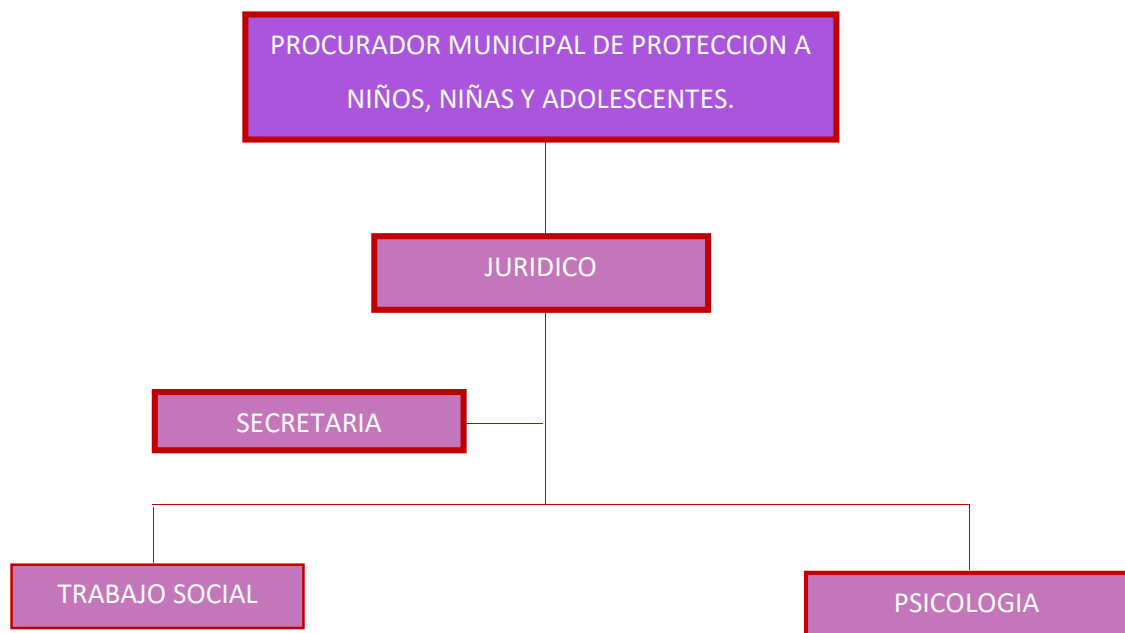 PROCURADOR MUNICIPAL DE PROTECCION A
NIÑOS, NIÑAS Y ADOLESCENTES.
JURIDICO
SECRETARIA
TRABAJO SOCIAL
PSICOLOGIA